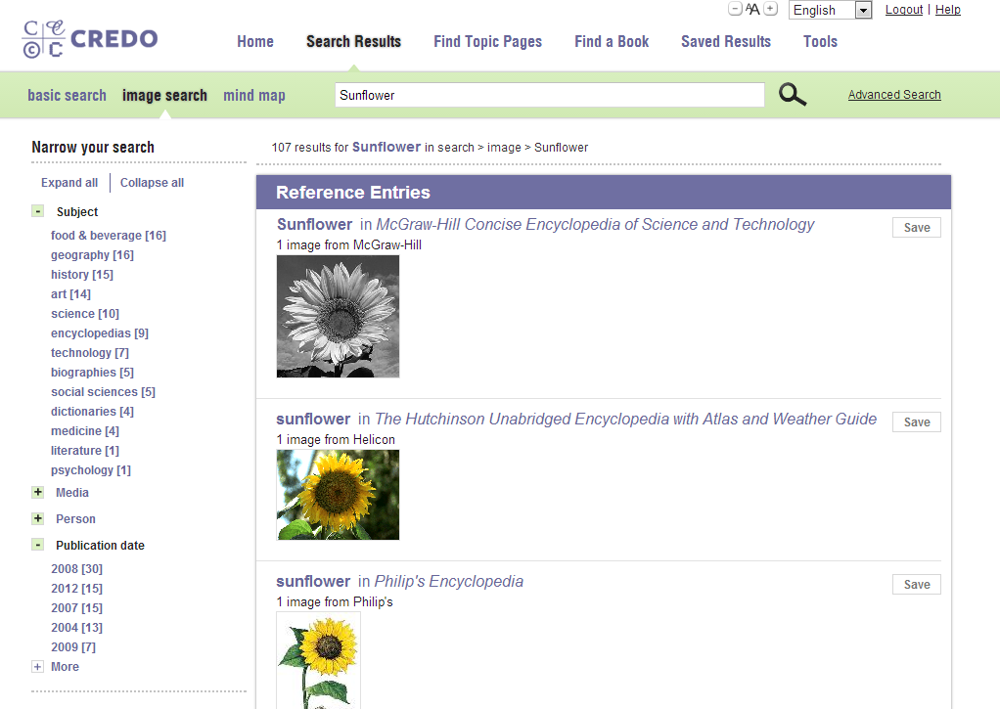 AA English Logout | Help
CREDO
Home Search Results Find Topic Pages Find a Book Saved Results Tools
basic search image search mind map Sunflower Advanced Search
Narrow your search
Expand all Collapse all
- Subject
food & beverage [16]
geography [16]
history [15]
art [14]
science [10]
encyclopedias [9]
technology [7]
biographies [5]
social sciences [5]
dictionaries [4]
medicine [4]
literature [1]
psychology [1]
+ Media
+ Person
- Publication date
2008 [30]
2012 [15]
2007 [15]
2004 [13]
2009 [7]
+ More
107 results for Sunflower in search > image > Sunflower
Reference Entries
Sunflower in McGraw-Hill Concise Encyclopedia of Science and Technology Save
1 image from McGraw-Hill
sunflower in The Hutchinson Unabridged Encyclopedia with Atlas and Weather Guide Save
1 image from Helicon
sunflower in Philip's Encyclopedia Save
1 image from Philip's